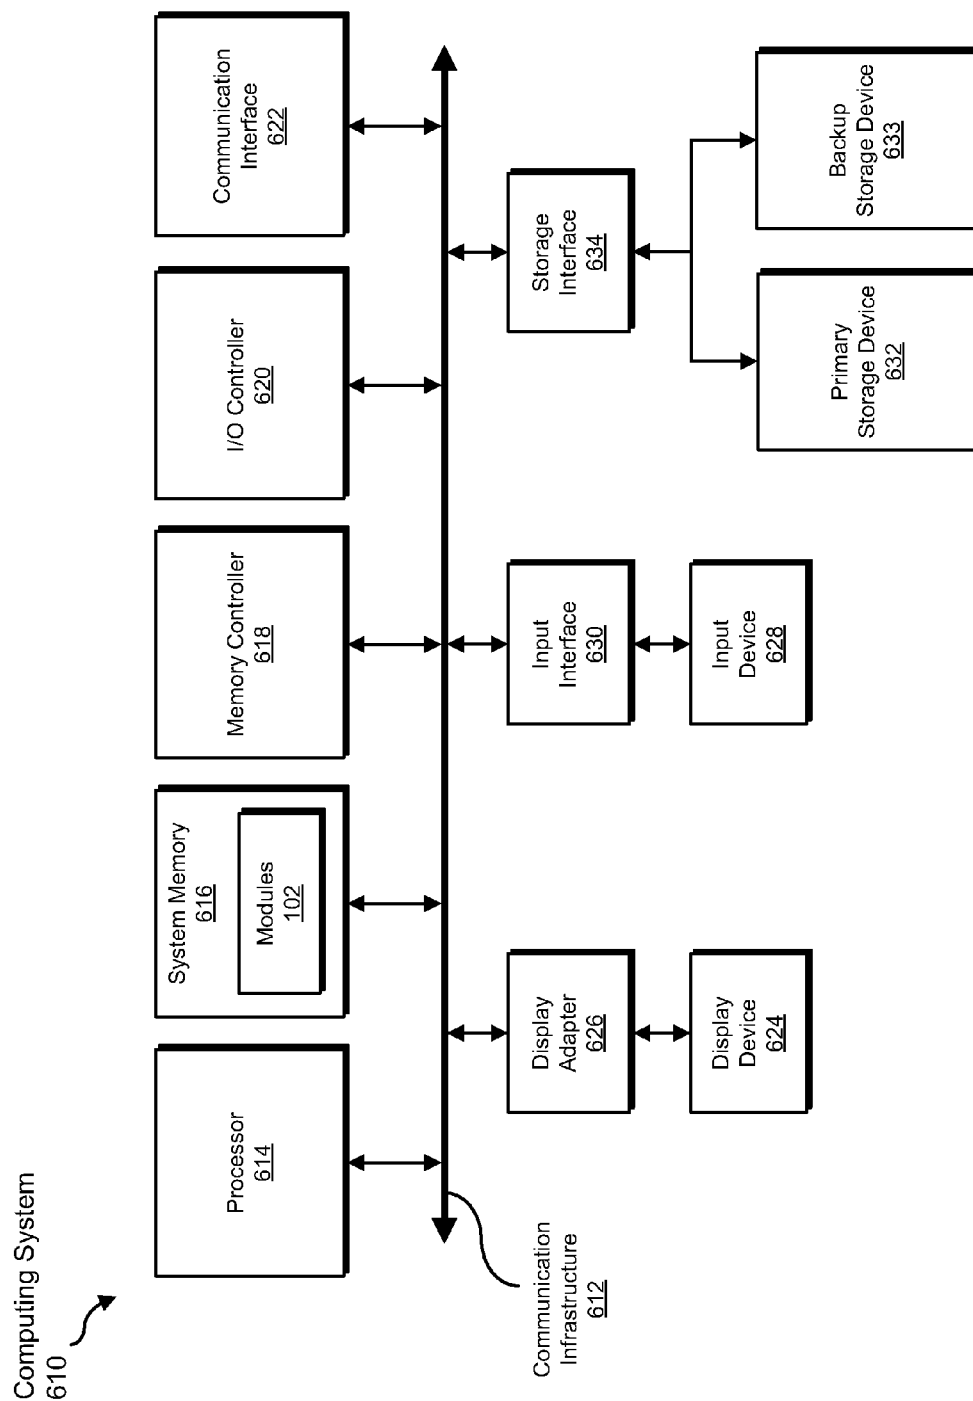 Computing System
610
Processor
614
System Memory
616
Modules
102
Memory Controller
618
I/O Controller
620
Communication
Interface
622
Communication
Infrastructure
612
Display
Adapter
626
Input
Interface
630
Storage
Interface
634
Display
Device
624
Input
Device
628
Primary
Storage Device
632
Backup
Storage Device
633